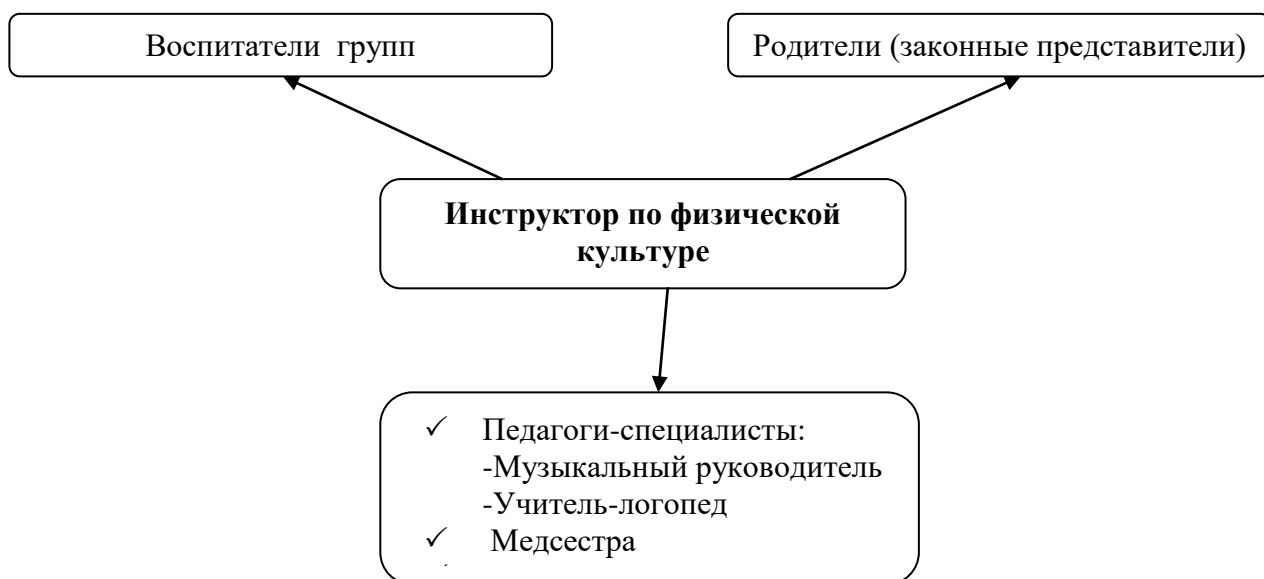 Воспитатели групп
Родители (законные представители)
Инструктор по физической
культуре
✓ Педагоги-специалисты:
-Музыкальный руководитель
-Учитель-логопед
✓ Медсестра